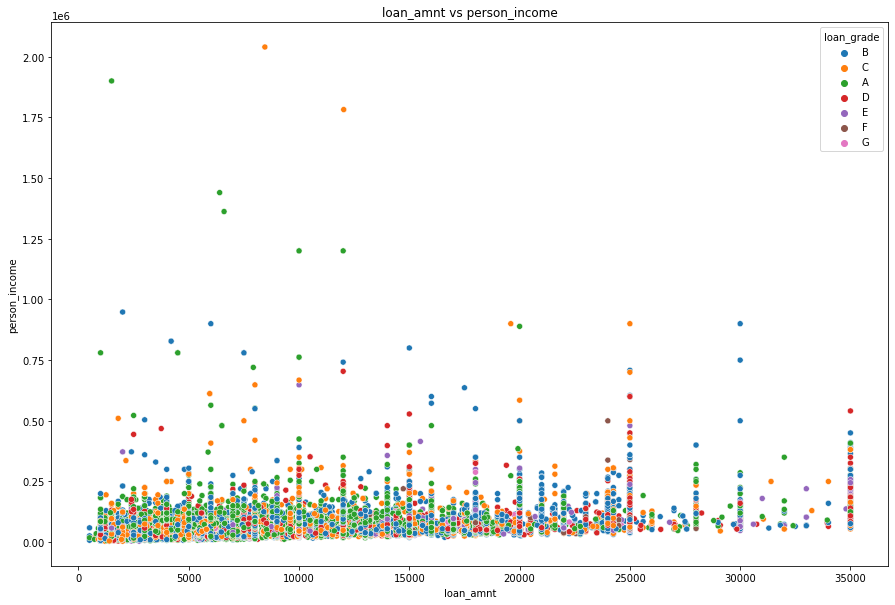 loan_amnt vs person_income
1e6
loan_grade
B
C
A
D
E
F
G
2.00
1.75
1.50
1.25
1.00
0.75
0.50
0.25
0.00
person_income
0
5000
10000
15000
20000
25000
30000
35000
loan_amnt